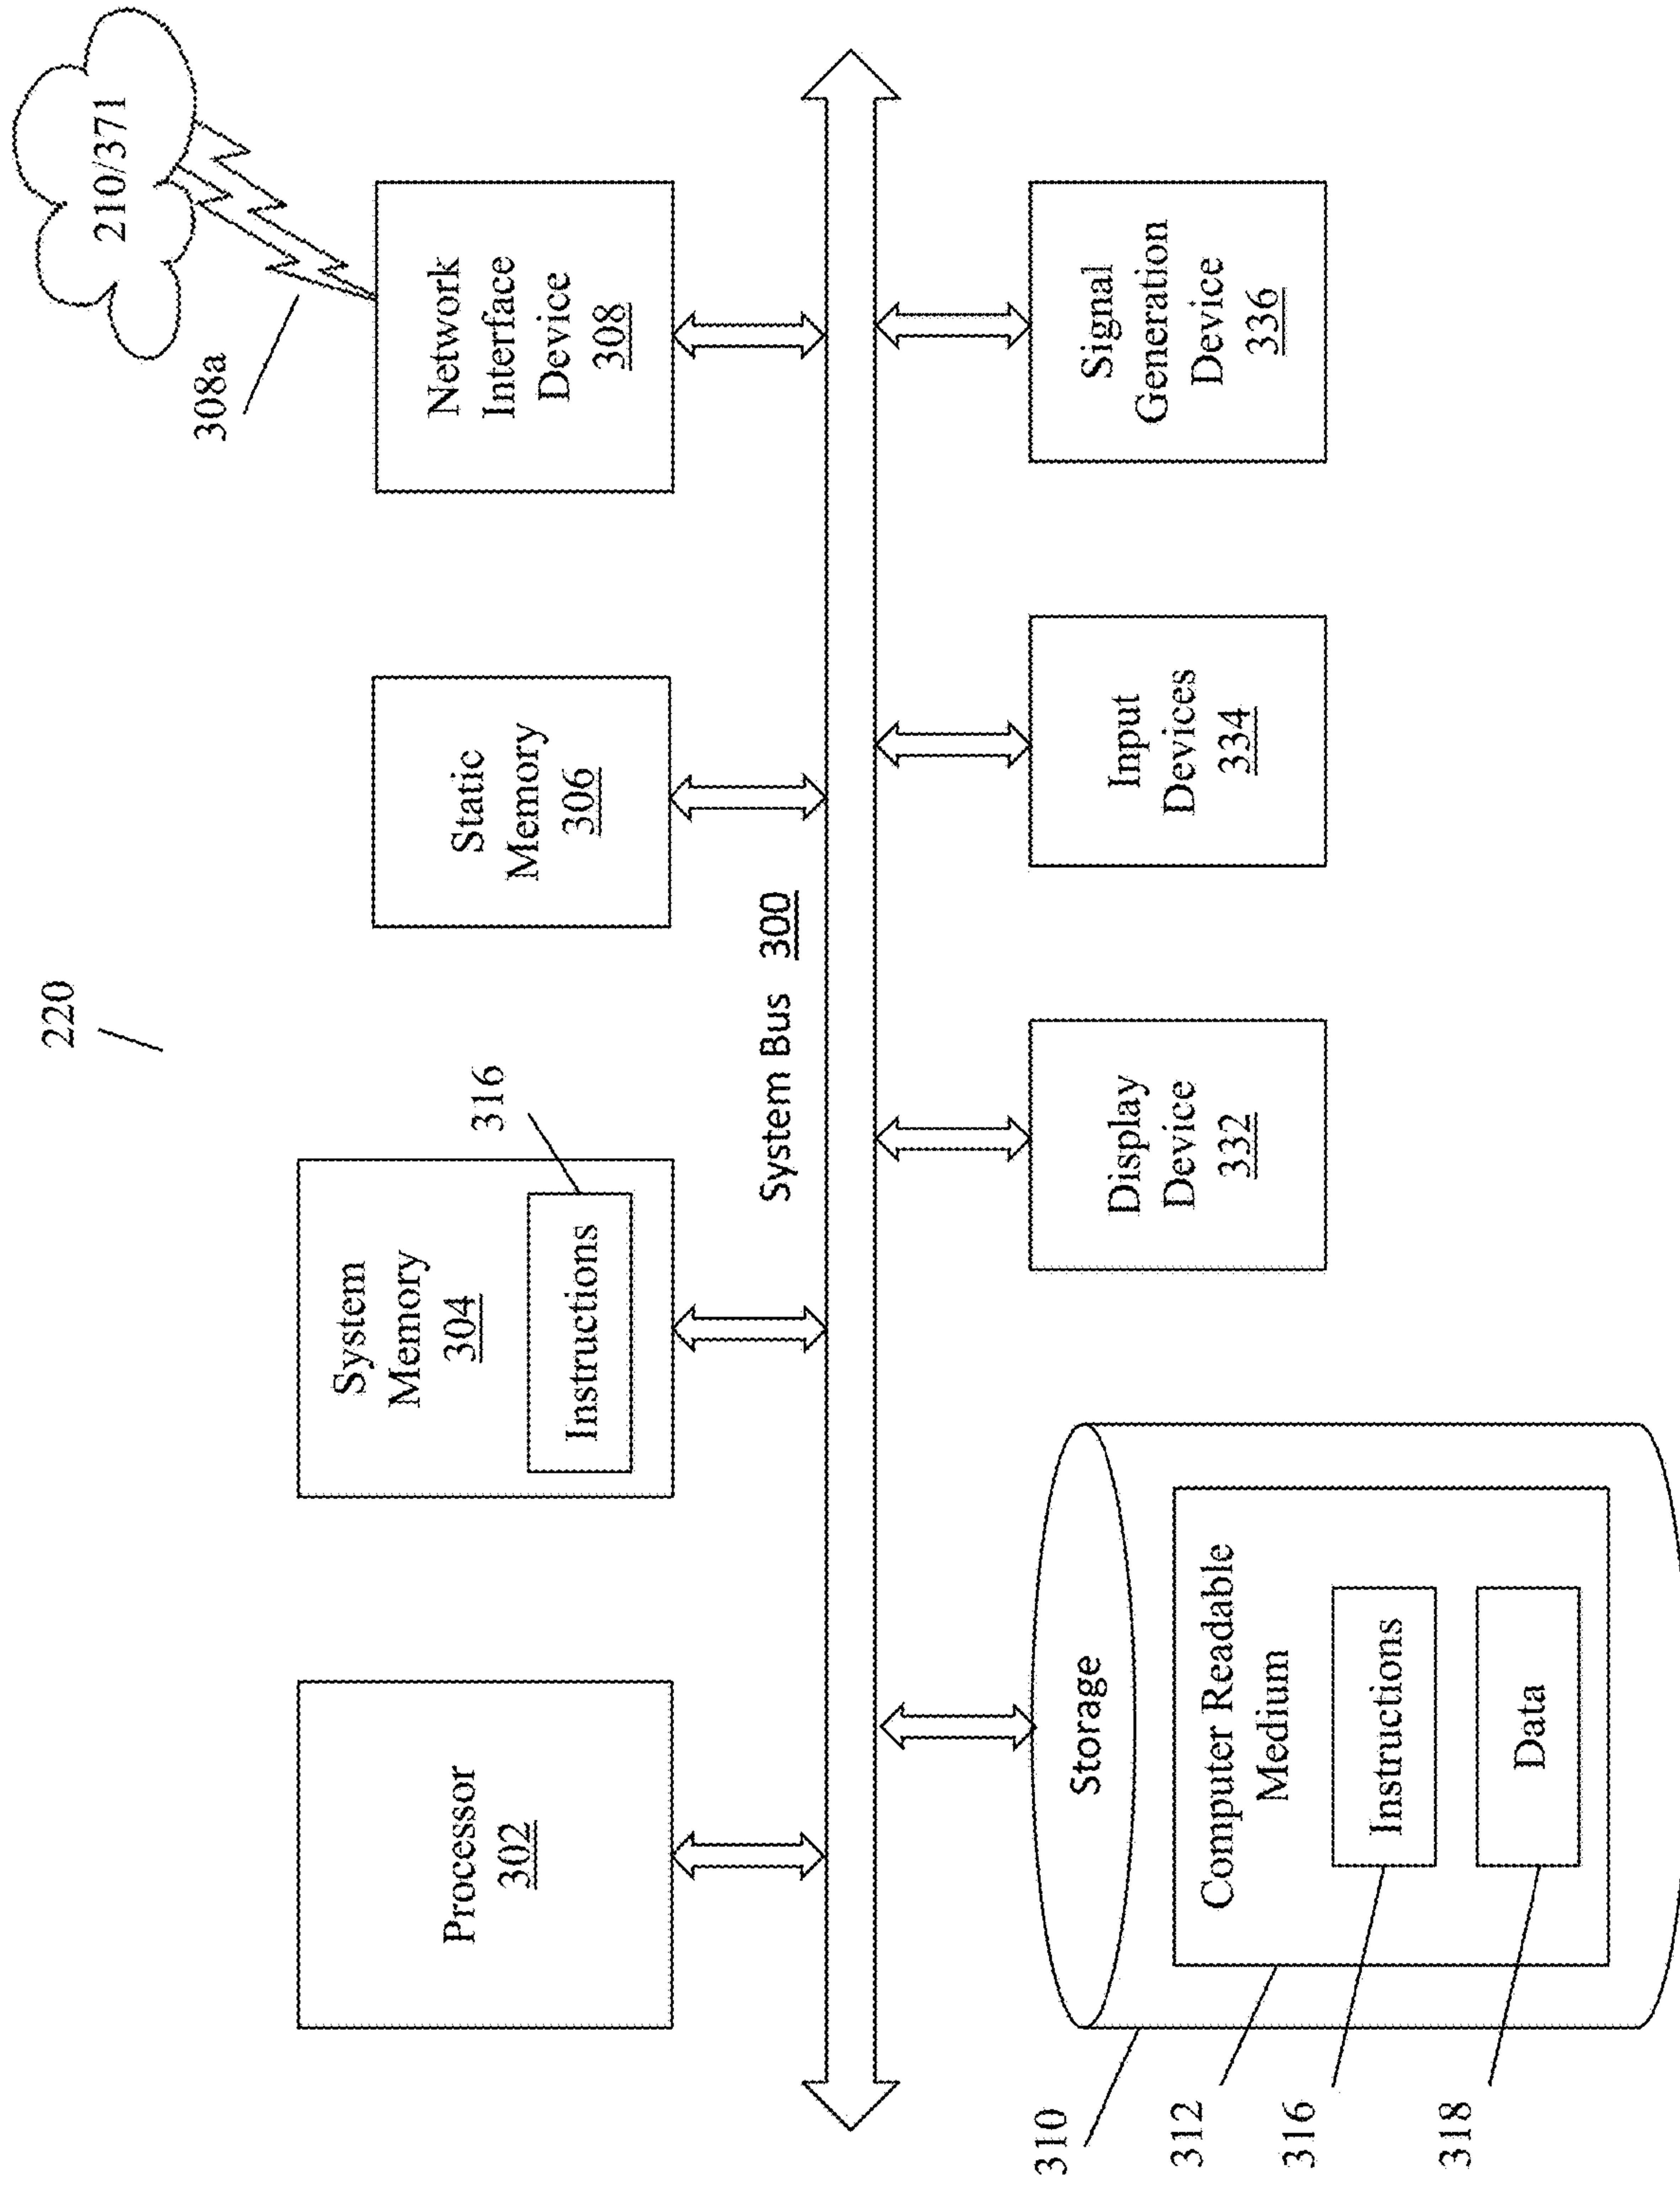 220
210/371
308a
Processor
302
System
Memory
304
Instructions
316
Static
Memory
306
Network
Interface
Device
308
System Bus 300
Storage
Computer Readable
Medium
Instructions
Data
310
312
316
318
Display
Device
332
Input
Devices
334
Signal
Generation
Device
336